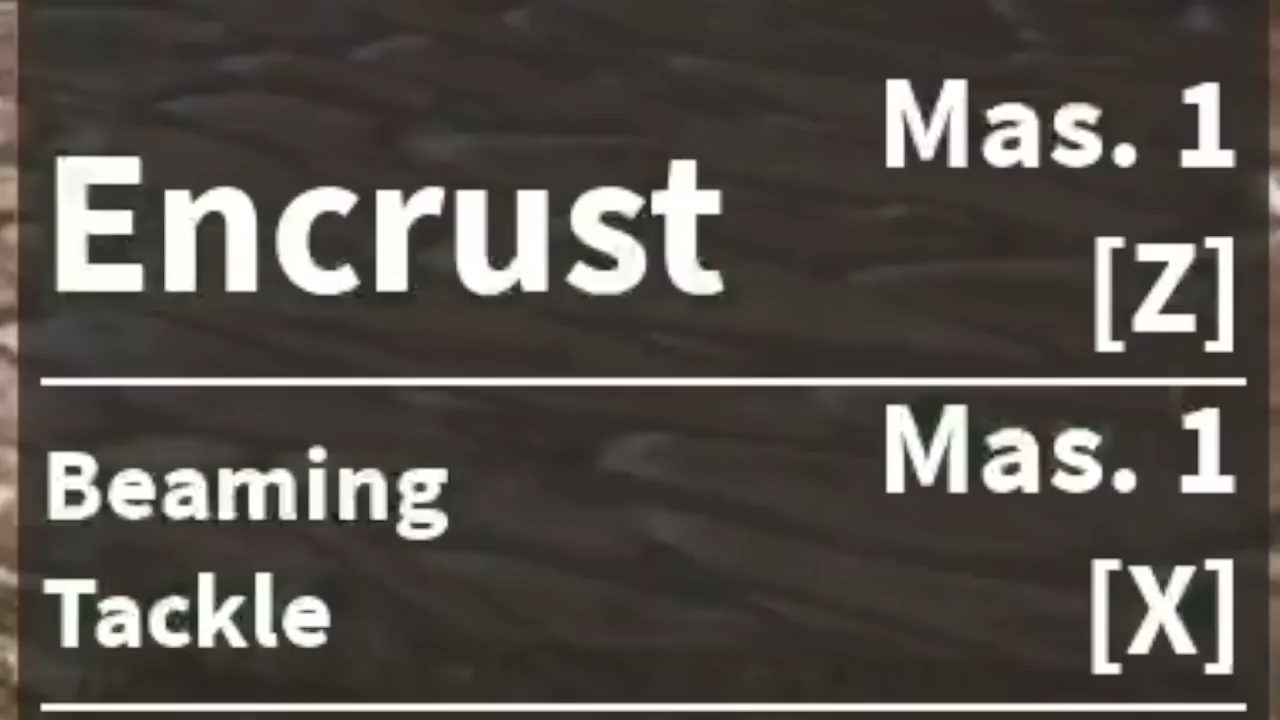 Encrust
Mas. 1
[Z]
Beaming
Tackle
Mas. 1
[X]